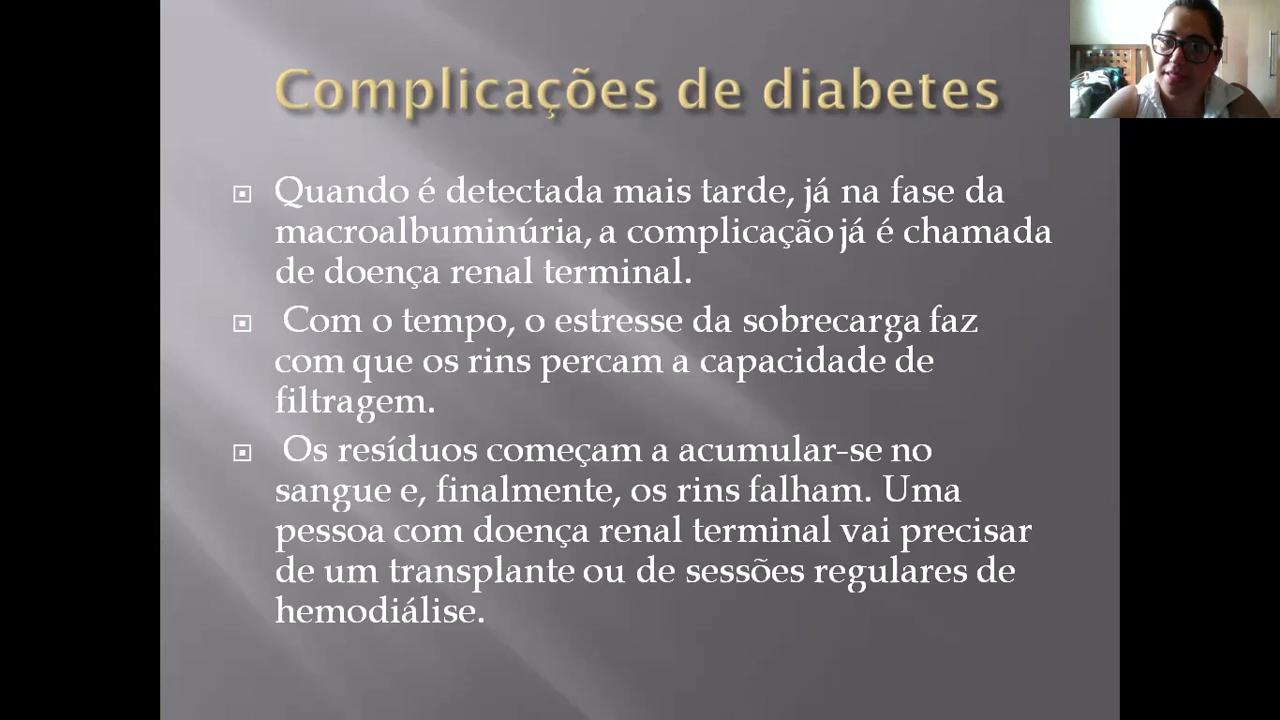 Complicações de diabetes
Quando é detectada mais tarde, já na fase da
macroalbuminúria, a complicação já é chamada
de doença renal terminal.
Com o tempo, o estresse da sobrecarga faz
com que os rins percam a capacidade de
filtragem.
Os resíduos começam a acumular-se no
sangue e, finalmente, os rins falham. Uma
pessoa com doença renal terminal vai precisar
de um transplante ou de sessões regulares de
hemodiálise.